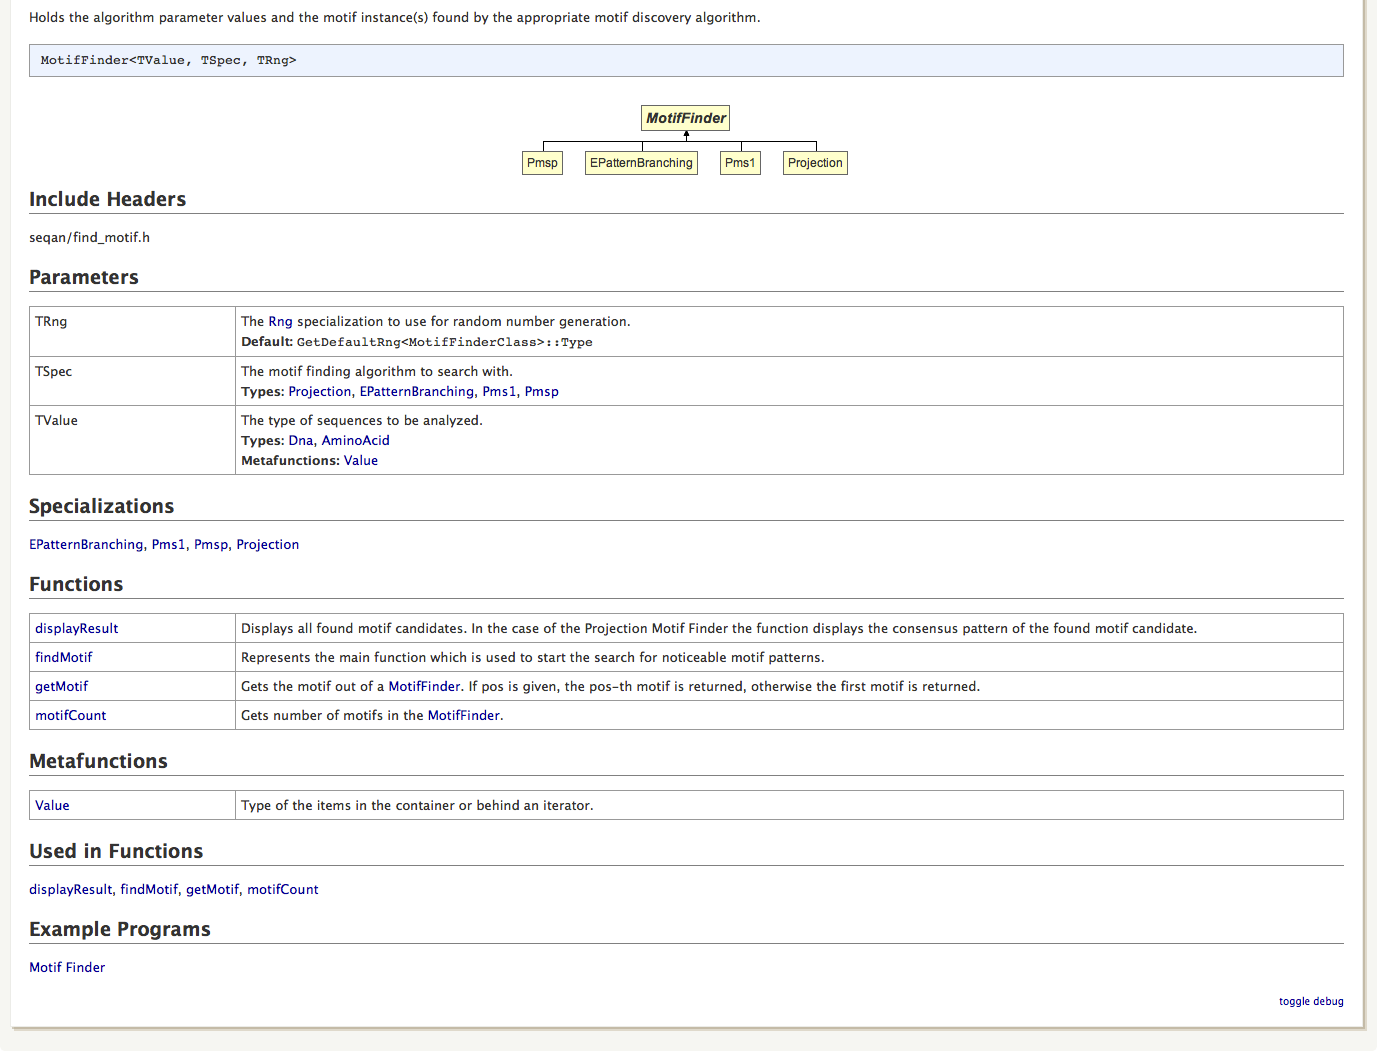 Holds the algorithm parameter values and the motif instance(s) found by the appropriate motif discovery algorithm.
MotifFinder<TValue, TSpec, TRng>
MotifFinder
Pmsp EPatternBranching Pms1 Projection
Include Headers
seqan/find_motif.h
Parameters
TRng The Rng specialization to use for random number generation.
Default: GetDefaultRng<MotifFinderClass>::Type
TSpec The motif finding algorithm to search with.
Types: Projection, EPatternBranching, Pms1, Pmsp
TValue The type of sequences to be analyzed.
Types: Dna, AminoAcid
Metafunctions: Value
Specializations
EPatternBranching, Pms1, Pmsp, Projection
Functions
displayResult Displays all found motif candidates. In the case of the Projection Motif Finder the function displays the consensus pattern of the found motif candidate.
findMotif Represents the main function which is used to start the search for noticeable motif patterns.
getMotif Gets the motif out of a MotifFinder. If pos is given, the pos-th motif is returned, otherwise the first motif is returned.
motifCount Gets number of motifs in the MotifFinder.
Metafunctions
Value Type of the items in the container or behind an iterator.
Used in Functions
displayResult, findMotif, getMotif, motifCount
Example Programs
Motif Finder
toggle debug